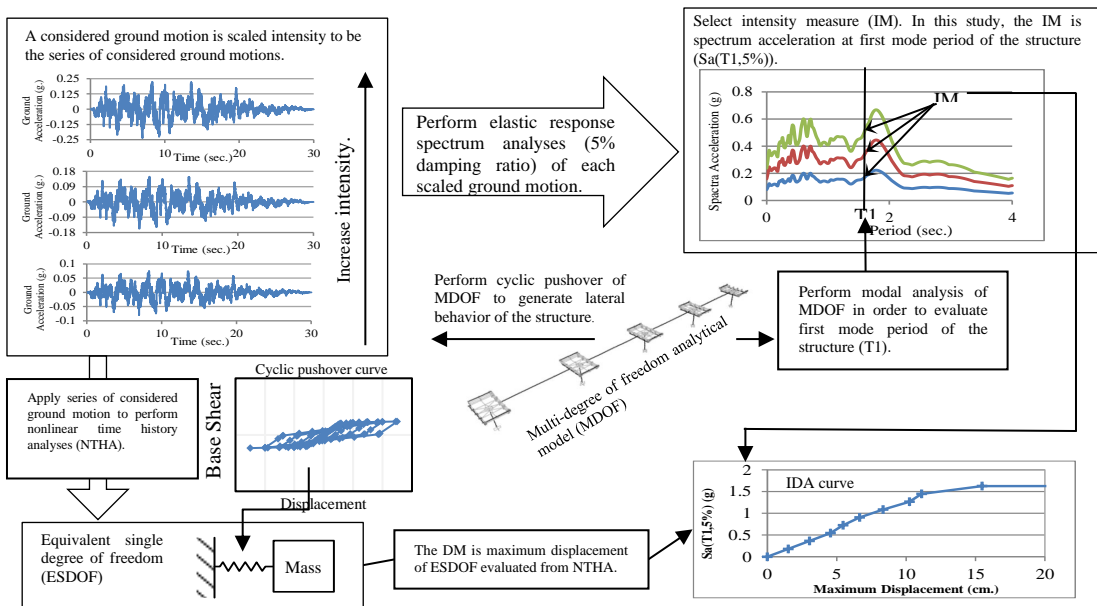 A considered ground motion is scaled intensity to be
the series of considered ground motions.
Ground
Acceleration (g.)
0.25
0.125
0
-0.125
-0.25
0
10
20
30
Time (sec.)
Ground
Acceleration (g.)
0.18
0.09
0
-0.09
-0.18
0
10
20
30
Time (sec.)
Ground
Acceleration (g.)
0.1
0.05
0
-0.05
-0.1
0
10
20
30
Time (sec.)
Increase intensity.
Perform elastic response
spectrum analyses (5%
damping ratio) of each
scaled ground motion.
Select intensity measure (IM). In this study, the IM is
spectrum acceleration at first mode period of the structure
(Sa(T1,5%)).
Spectra Acceleration (g)
0.8
0.6
0.4
0.2
0
IM
0
T1
2
4
Period (sec.)
Perform cyclic pushover of
MDOF to generate lateral
behavior of the structure.
Multi-degree of freedom analytical
model (MDOF)
Perform modal analysis of
MDOF in order to evaluate
first mode period of the
structure (T1).
Apply series of considered
ground motion to perform
nonlinear time history
analyses (NTHA).
Cyclic pushover curve
Base Shear
Displacement
Equivalent single
degree of freedom
(ESDOF)
Mass
The DM is maximum displacement
of ESDOF evaluated from NTHA.
IDA curve
Sa(T1,5%) (g)
2
1.5
1
0.5
0
0
5
10
15
20
Maximum Displacement (cm.)